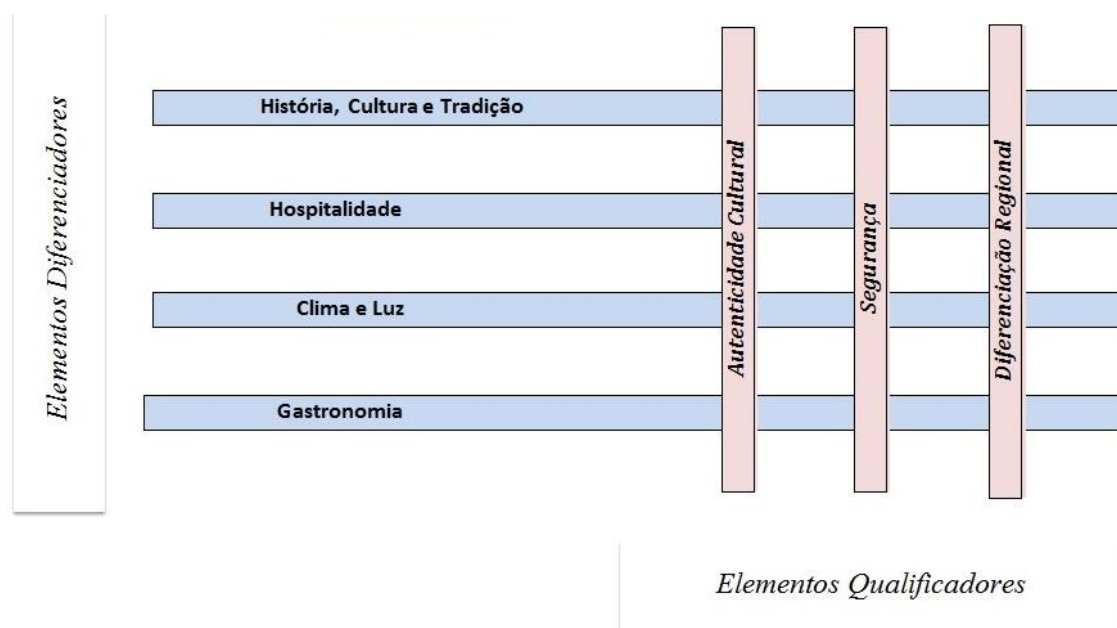 Elementos Diferenciadores
História, Cultura e Tradição
Hospitalidade
Clima e Luz
Gastronomia
Autenticidade Cultural
Segurança
Diferenciação Regional
Elementos Qualificadores